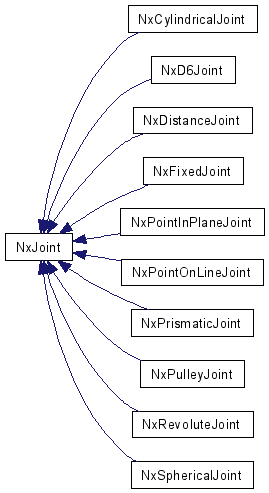 NxCylindricalJoint
NxD6Joint
NxDistanceJoint
NxFixedJoint
NxPointInPlaneJoint
NxJoint
NxPointOnLineJoint
NxPrismaticJoint
NxPulleyJoint
NxRevoluteJoint
NxSphericalJoint